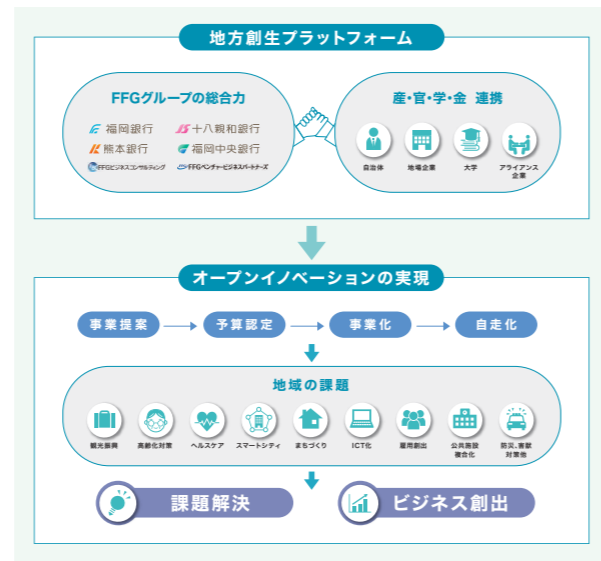 地方創生プラットフォーム
FFGグループの総合力
福岡銀行
十八親和銀行
熊本銀行
福岡中央銀行
FFGビジネスコンサルティング
FFGベンチャービジネスパートナーズ
産・官・学・金 連携
自治体
地場企業
大学
アライアンス
企業
オープンイノベーションの実現
事業提案
予算認定
事業化
自走化
地域の課題
観光振興
高齢化対策
ヘルスケア
スマートシティ
まちづくり
ICT化
雇用創出
公共施設
複合化
防災、害獣
対策他
課題解決
ビジネス創出